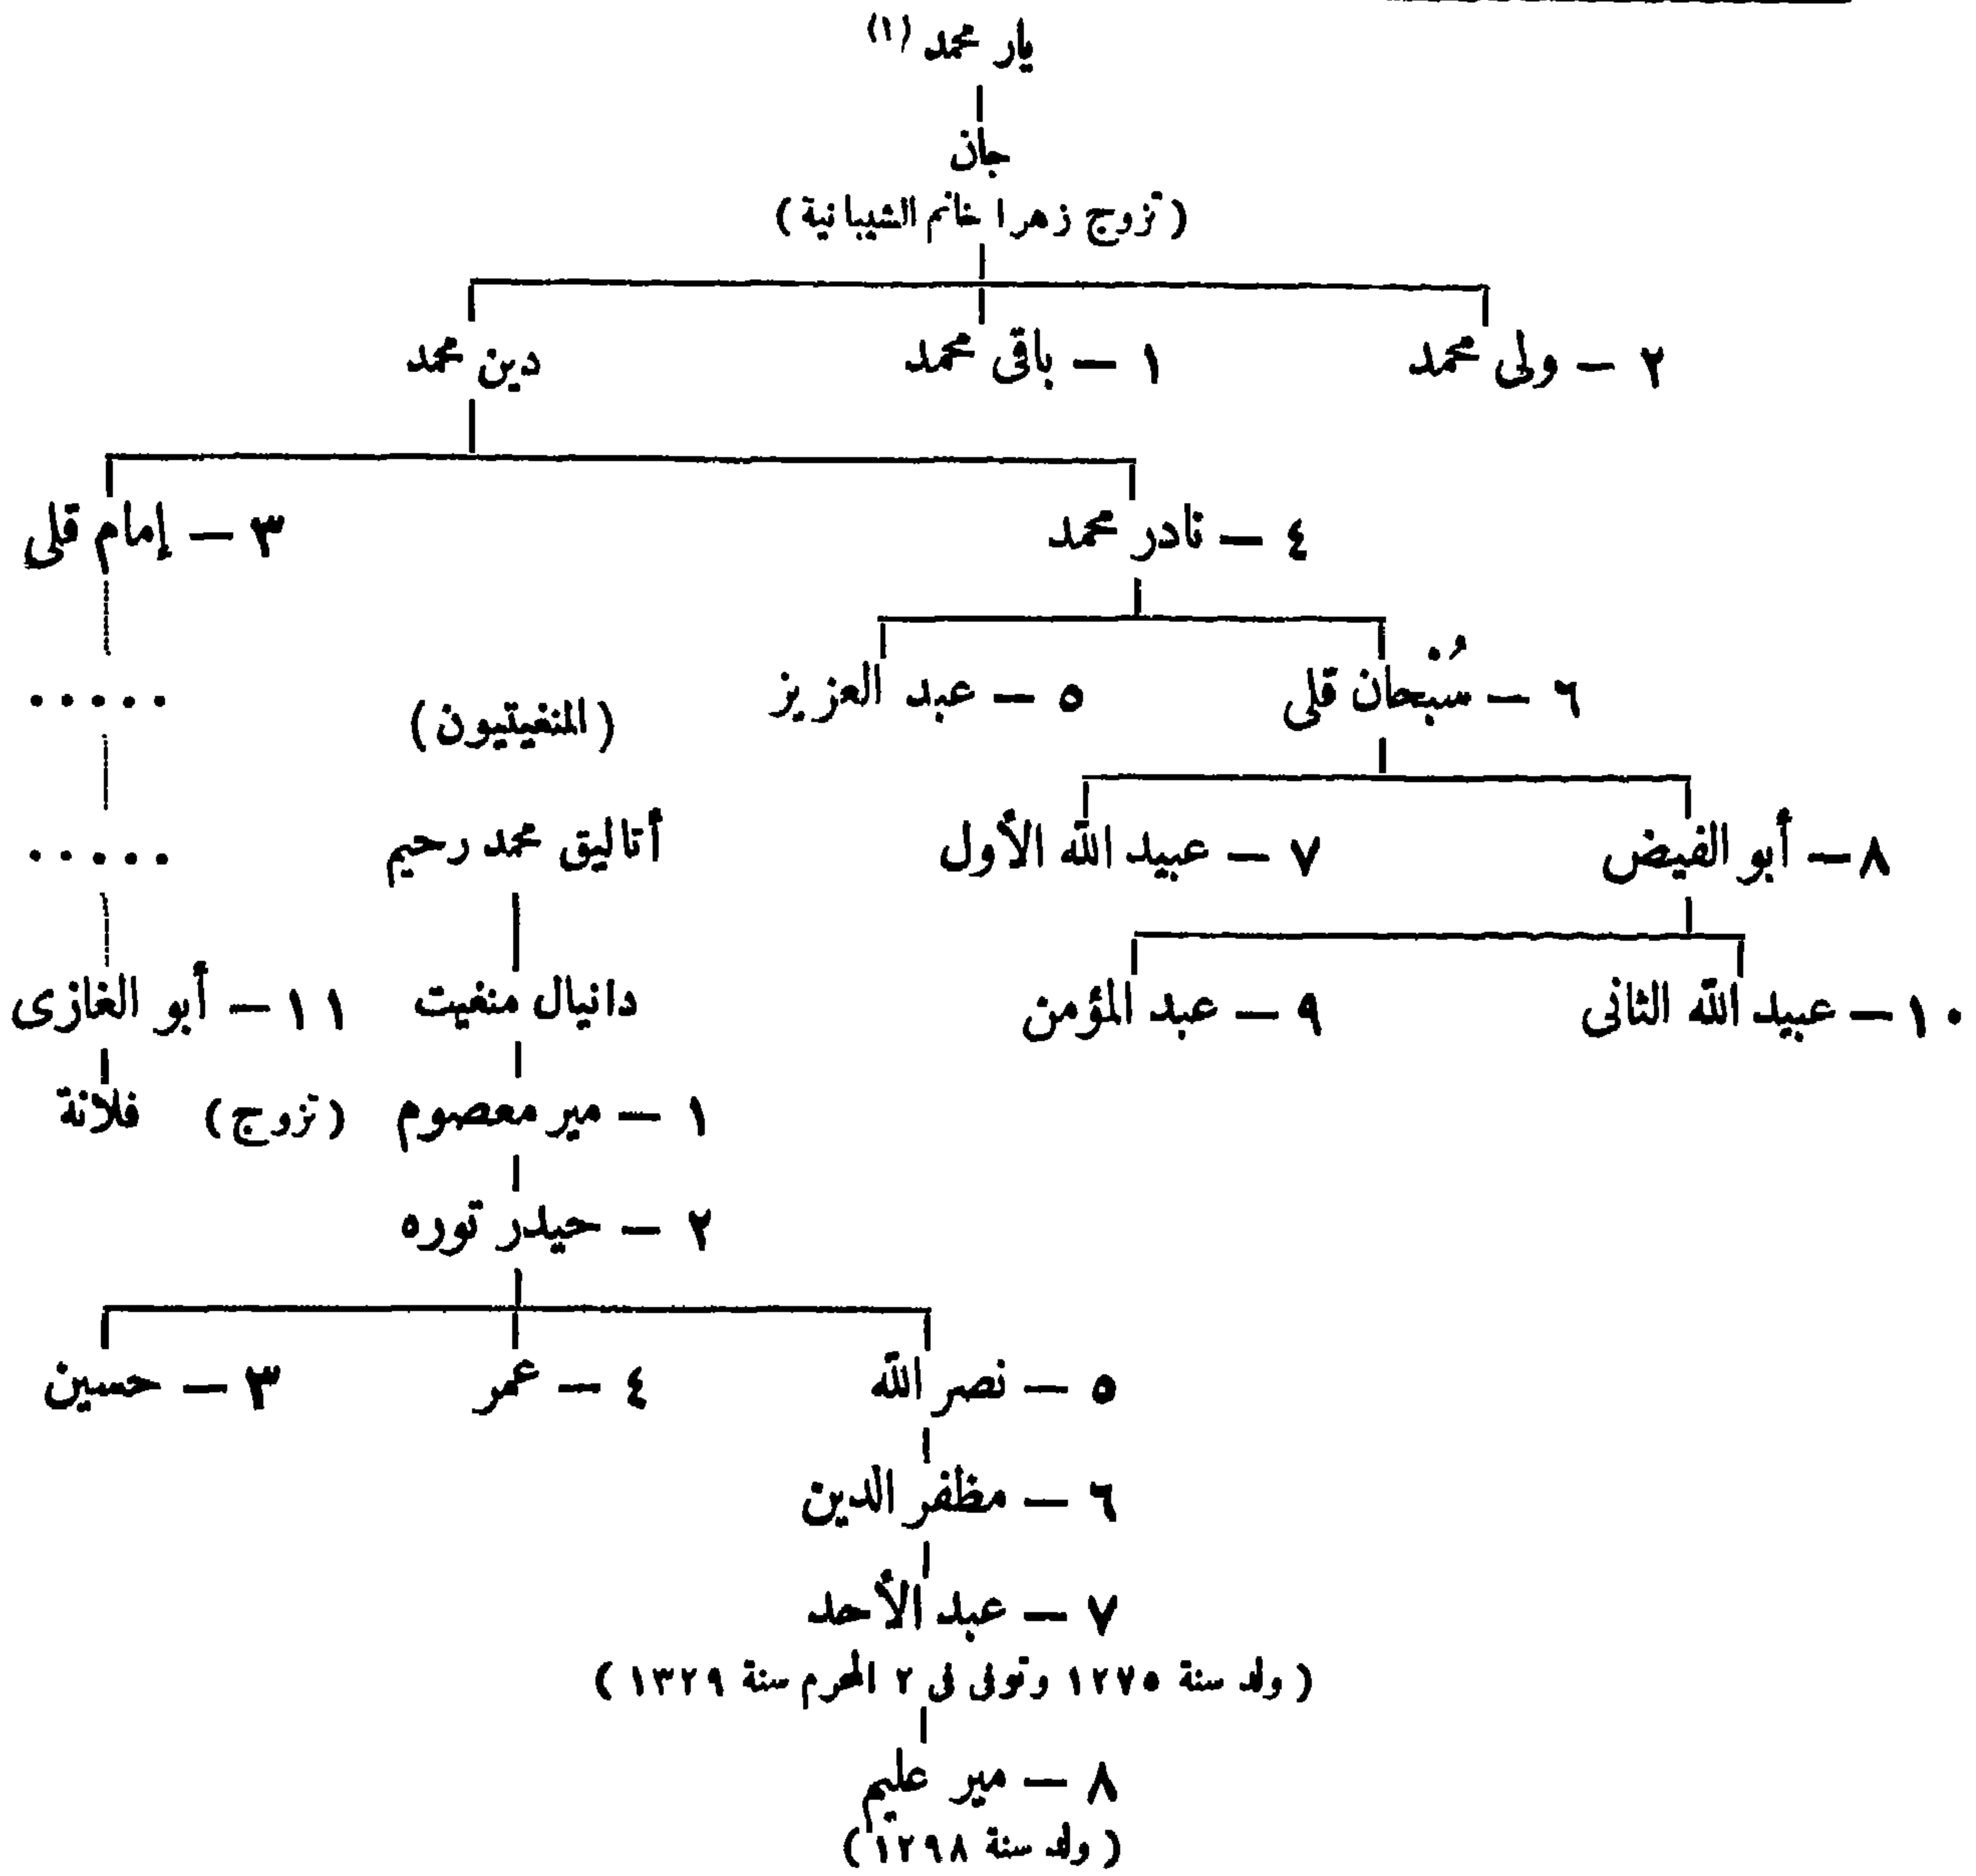 يار محمد (١)
جان
(تزوج زهرا خانم الشيبانية)
٢ — ولى محمد ١ — باقى محمد دين محمد
٤ — نادر محمد ٣ — إمام قلى
٦ — سُبْحان قلى ٥ — عبد العزيز (المنغيتيون) .....
٨ — أبو الفيض ٧ — عبيد الله الأول أتاليق محمد رحيم .....
١٠ — عبيد الله الثانى ٩ — عبد المؤمن دانيال منغيت ١١ — أبو الغازى
١ — مير معصوم (تزوج) فلانة
٢ — حيدر توره
٥ — نصر الله ٤ — عمر ٣ — حسين
٦ — مظفر الدين
٧ — عبد الأحد
(ولد سنة ١٢٧٥ وتوفى فى ٢ المحرم سنة ١٣٢٩)
٨ — مير عليم
(ولد سنة ١٢٩٨)